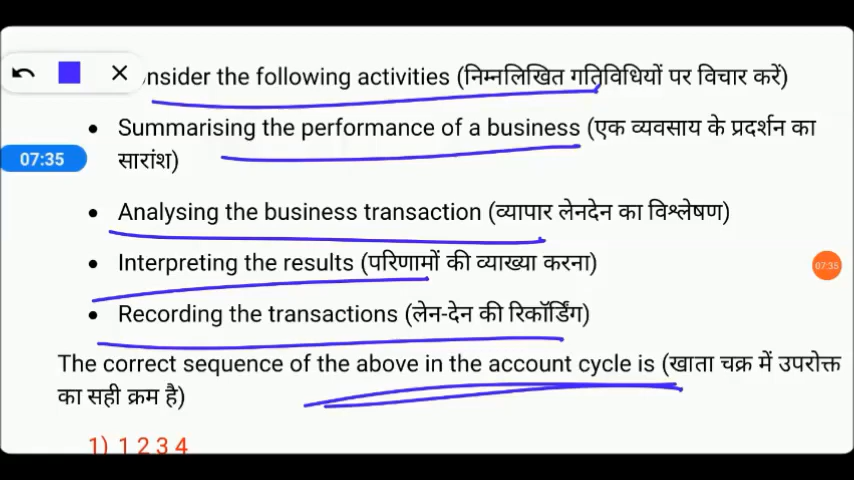 nsider the following activities (निम्नलिखित गतिविधियों पर विचार करें)
• Summarising the performance of a business (एक व्यवसाय के प्रदर्शन का
07:35
सारांश)
• Analysing the business transaction (व्यापार लेनदेन का विश्लेषण)
• Interpreting the results (परिणामों की व्याख्या करना)
07:35
• Recording the transactions (लेन-देन की रिकॉर्डिंग)
The correct sequence of the above in the account cycle is (खाता चक्र में उपरोक्त
का सही क्रम है)
1) 1 2 3 4